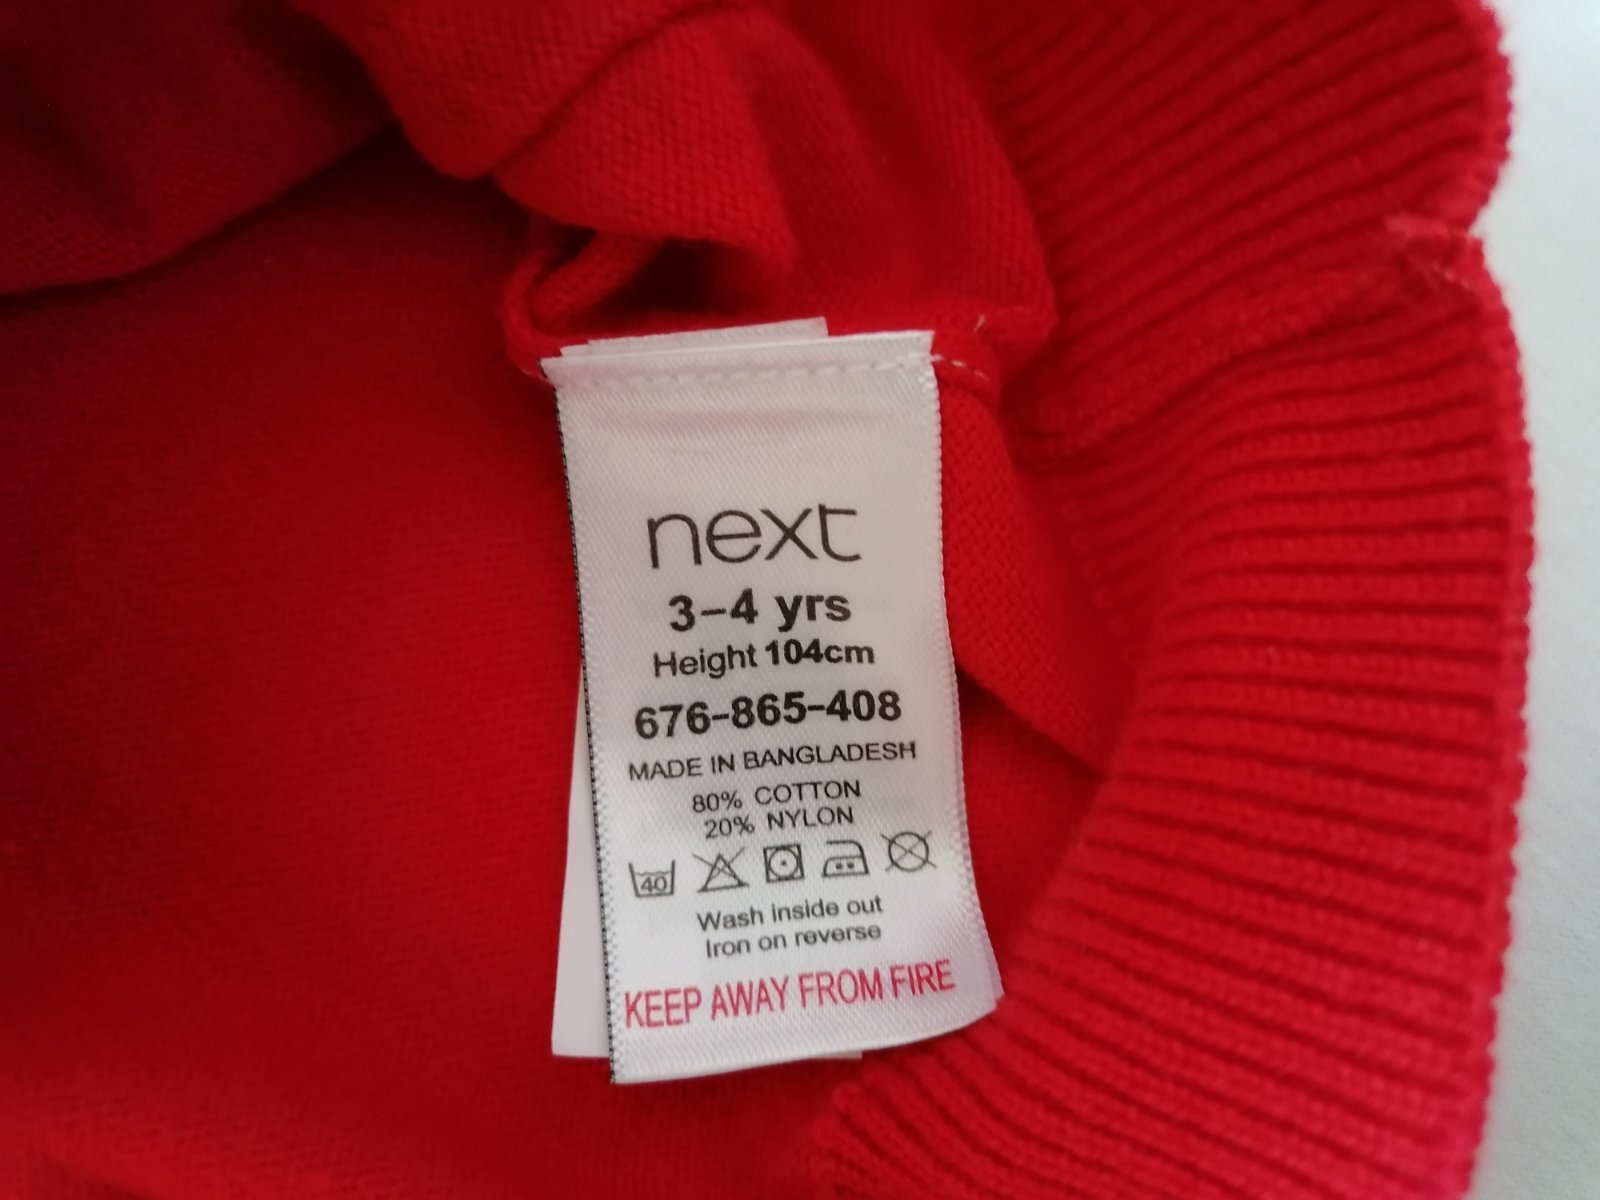 next
3-4 yrs
Height 104cm
676-865-408
MADE IN BANGLADESH
80% COTTON
20% NYLON
40
Wash inside out
Iron on reverse
KEEP AWAY FROM FIRE